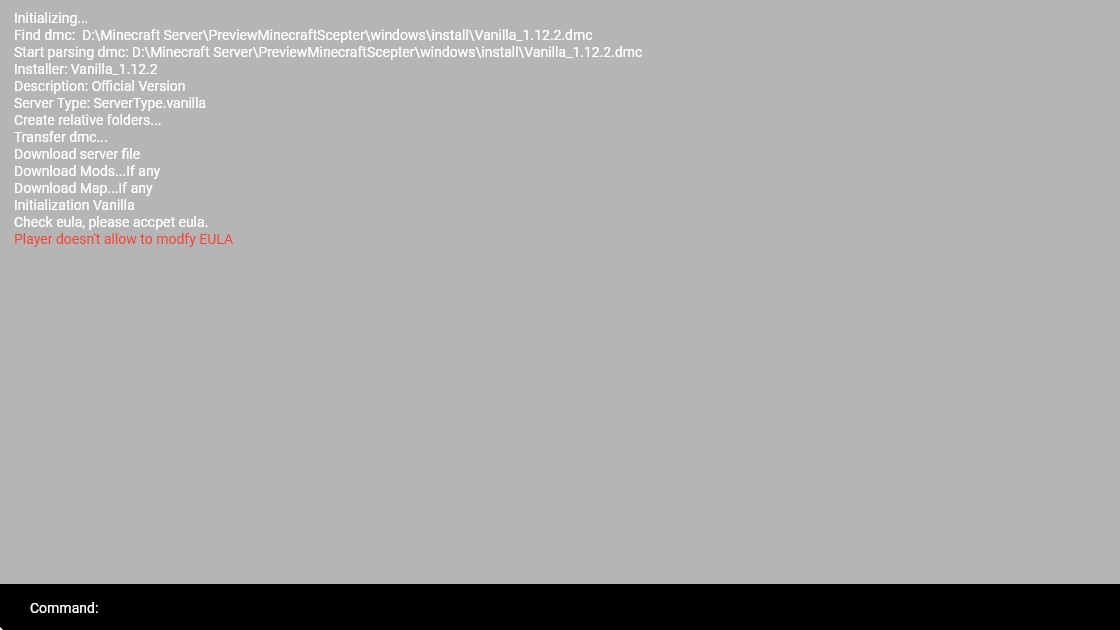 Initializing...
Find dmc:  D:\Minecraft Server\PreviewMinecraftScepter\windows\install\Vanilla_1.12.2.dmc
Start parsing dmc: D:\Minecraft Server\PreviewMinecraftScepter\windows\install\Vanilla_1.12.2.dmc
Installer: Vanilla_1.12.2
Description: Official Version
Server Type: ServerType.vanilla
Create relative folders...
Transfer dmc...
Download server file
Download Mods...If any
Download Map...If any
Initialization Vanilla
Check eula, please accpet eula.
Player doesn't allow to modfy EULA
Command: